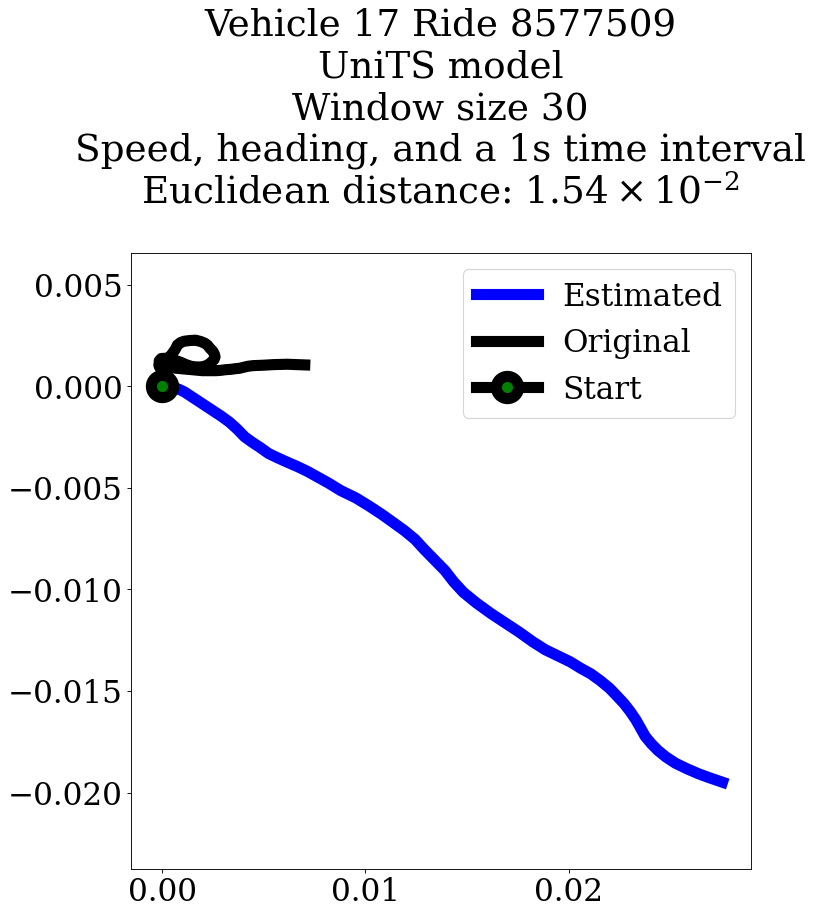 Vehicle 17 Ride 8577509
UniTS model
Window size 30
Speed, heading, and a 1s time interval
Euclidean distance: 1.54 × 10⁻²
0.005
0.000
−0.005
−0.010
−0.015
−0.020
Estimated
Original
Start
0.00
0.01
0.02